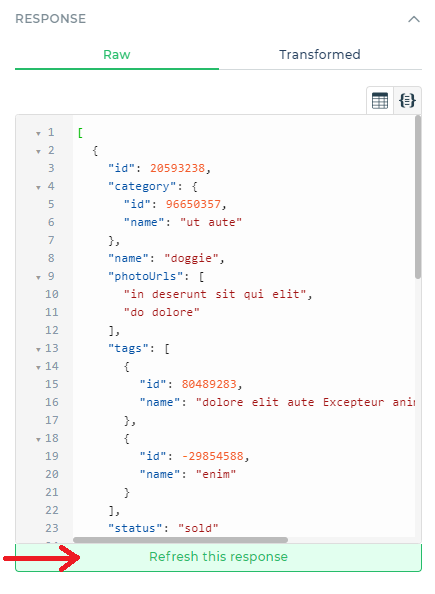 RESPONSE
Raw Transformed
1 [
2 {
3 "id": 20593238,
4 "category": {
5 "id": 96650357,
6 "name": "ut aute"
7 },
8 "name": "doggie",
9 "photoUrls": [
10 "in deserunt sit qui elit",
11 "do dolore"
12 ],
13 "tags": [
14 {
15 "id": 80489283,
16 "name": "dolore elit aute Excepteur
17 },
18 {
19 "id": -29854588,
20 "name": "enim"
21 }
22 ],
23 "status": "sold"
Refresh this response